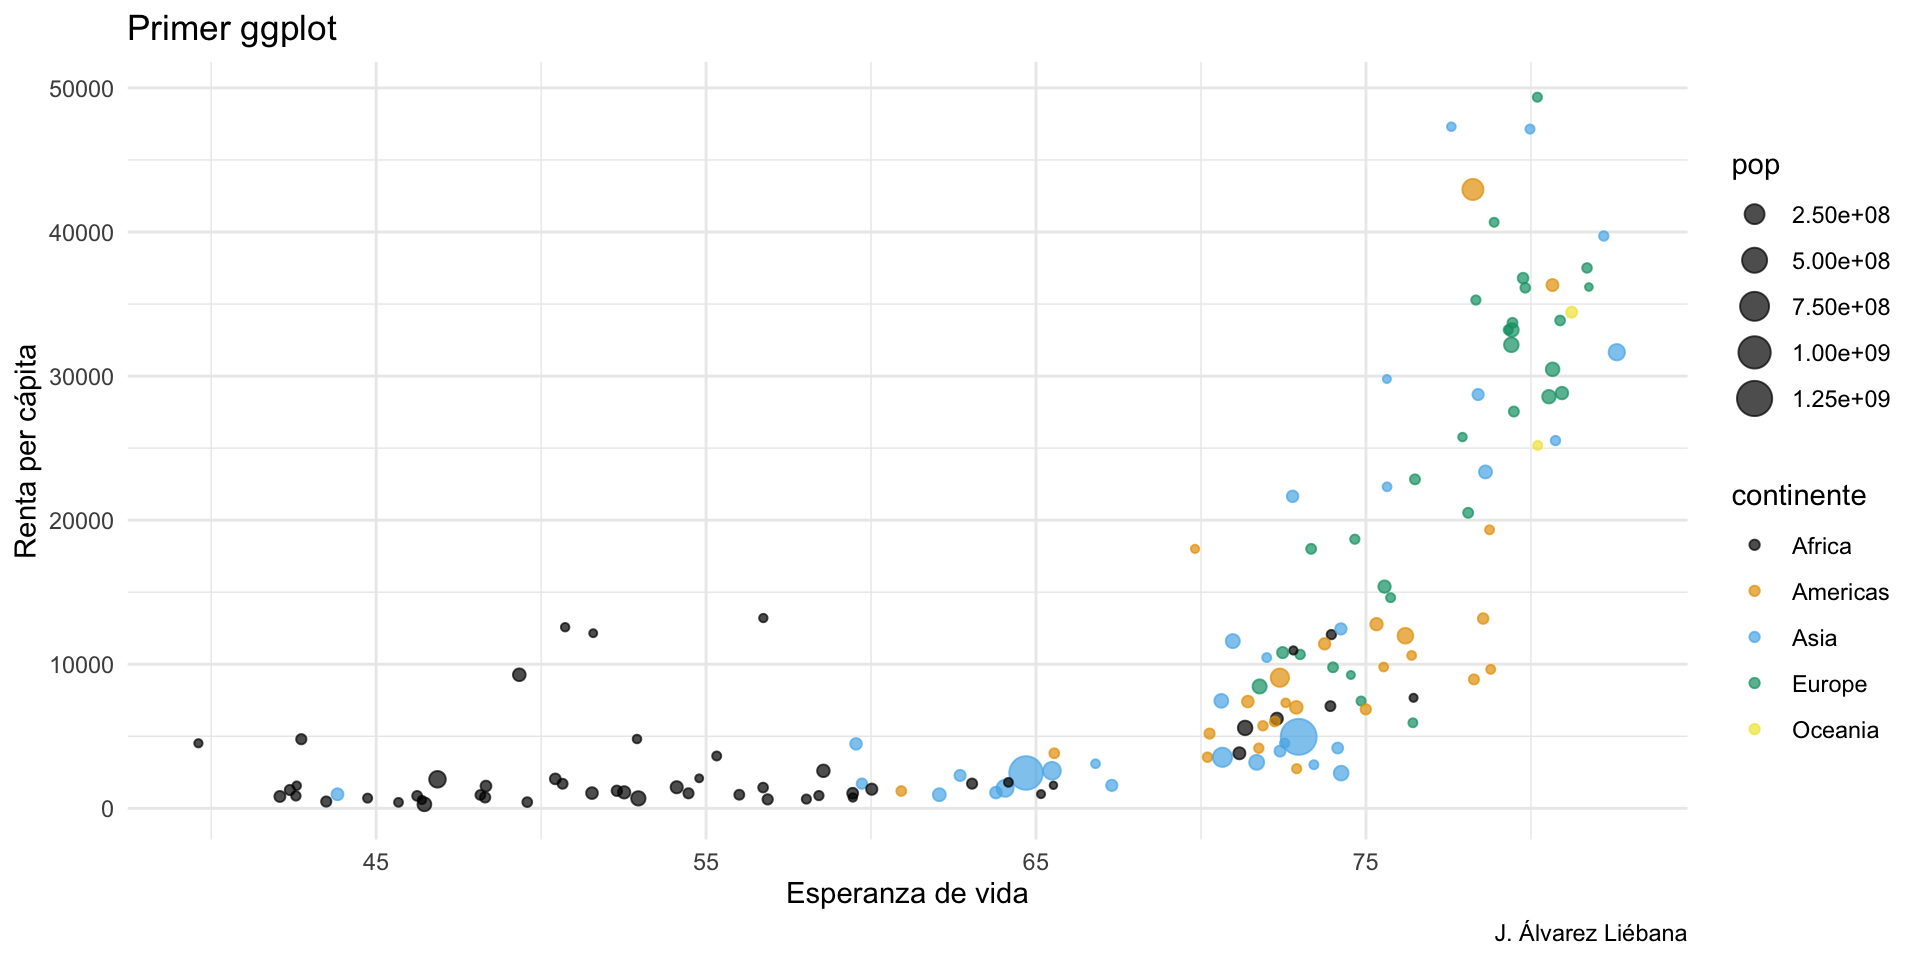 Primer ggplot
50000
40000
30000
20000
10000
0
Renta per cápita
45 55 65 75
Esperanza de vida
J. Álvarez Liébana
pop
2.50e+08
5.00e+08
7.50e+08
1.00e+09
1.25e+09
continente
Africa
Americas
Asia
Europe
Oceania